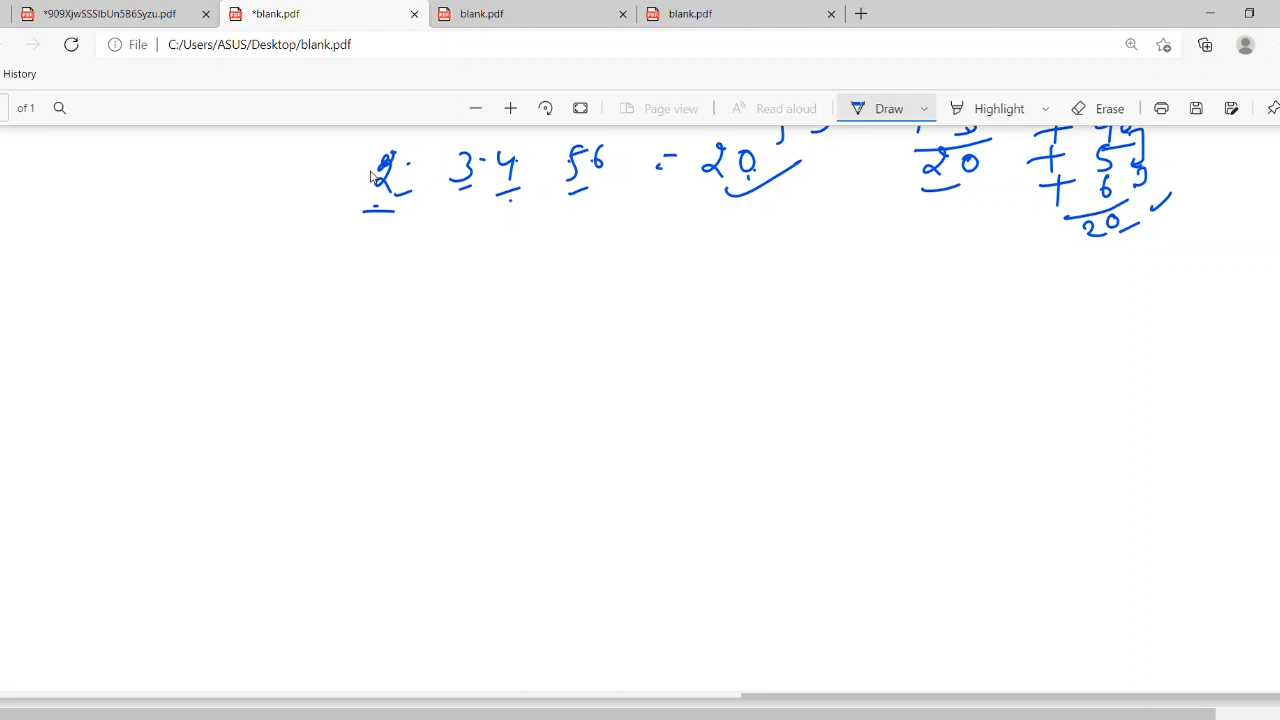 *909XjwSSSlbUn5B6Syzu.pdf *blank.pdf blank.pdf blank.pdf
File C:/Users/ASUS/Desktop/blank.pdf
History
of 1 Page view Read aloud Draw Highlight Erase
2 3 4 5 6 = 20 20 + 5
+ 6
20